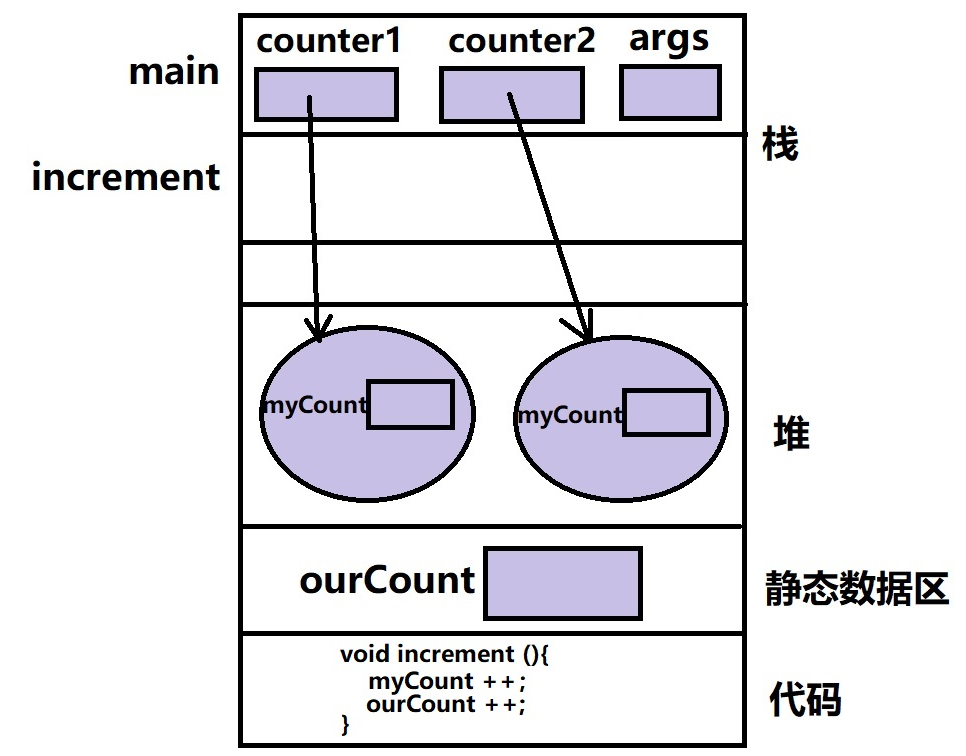 counter1 counter2 args
main
栈
increment
myCount myCount
堆
ourCount
静态数据区
void increment (){
myCount ++;
ourCount ++;
}
代码